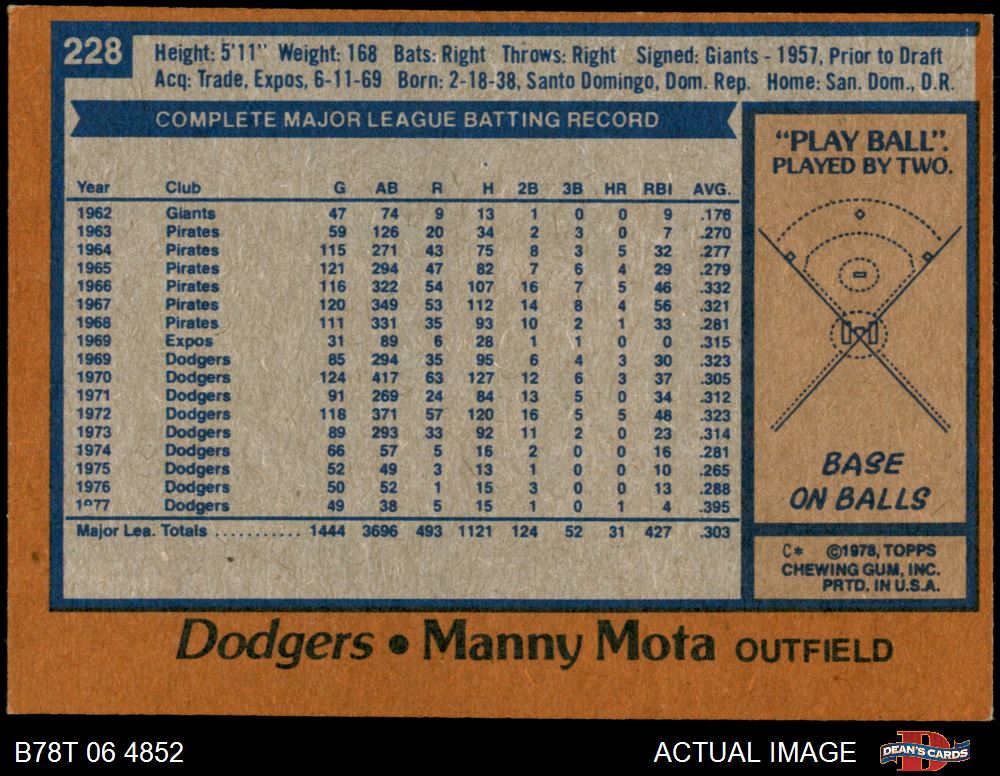 228
Height: 5'11" Weight: 168 Bats: Right Throws: Right Signed: Giants - 1957, Prior to Draft
Acq: Trade, Expos, 6-11-69 Born: 2-18-38, Santo Domingo, Dom. Rep. Home: San. Dom., D.R.
COMPLETE MAJOR LEAGUE BATTING RECORD
Year Club G AB R H 2B 3B HR RBI AVG.
1962 Giants 47 74 9 13 1 0 0 9 .176
1963 Pirates 59 126 20 34 2 3 0 7 .270
1964 Pirates 115 271 43 75 8 3 5 32 .277
1965 Pirates 121 294 47 82 7 6 4 29 .279
1966 Pirates 116 322 54 107 16 7 5 46 .332
1967 Pirates 120 349 53 112 14 8 4 56 .321
1968 Pirates 111 331 35 93 10 2 1 33 .281
1969 Expos 31 89 6 28 1 1 0 0 .315
1969 Dodgers 85 294 35 95 6 4 3 30 .323
1970 Dodgers 124 417 63 127 12 6 3 37 .305
1971 Dodgers 91 269 24 84 13 5 0 34 .312
1972 Dodgers 118 371 57 120 16 5 5 48 .323
1973 Dodgers 89 293 33 92 11 2 0 23 .314
1974 Dodgers 66 57 5 16 2 0 0 16 .281
1975 Dodgers 52 49 3 13 1 0 0 10 .265
1976 Dodgers 50 52 1 15 3 0 0 13 .288
1977 Dodgers 49 38 5 15 1 0 1 4 .395
Major Lea. Totals ........... 1444 3696 493 1121 124 52 31 427 .303
"PLAY BALL".
PLAYED BY TWO.
BASE
ON BALLS
C* ©1978, TOPPS
CHEWING GUM, INC.
PRTD. IN U.S.A.
Dodgers • Manny Mota OUTFIELD
B78T 06 4852
ACTUAL IMAGE
DEAN'S CARDS